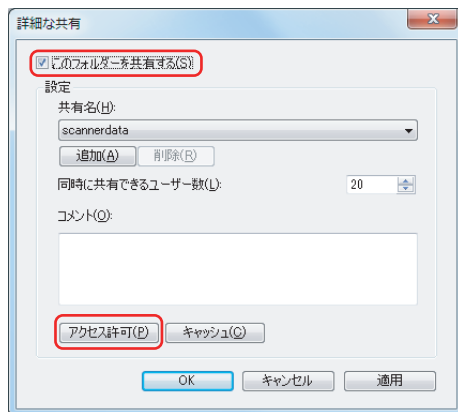 詳細な共有
このフォルダーを共有する(S)
設定
共有名(H):
scannerdata
追加(A) 削除(R)
同時に共有できるユーザー数(L): 20
コメント(O):
アクセス許可(P) キャッシュ(C)
OK キャンセル 適用